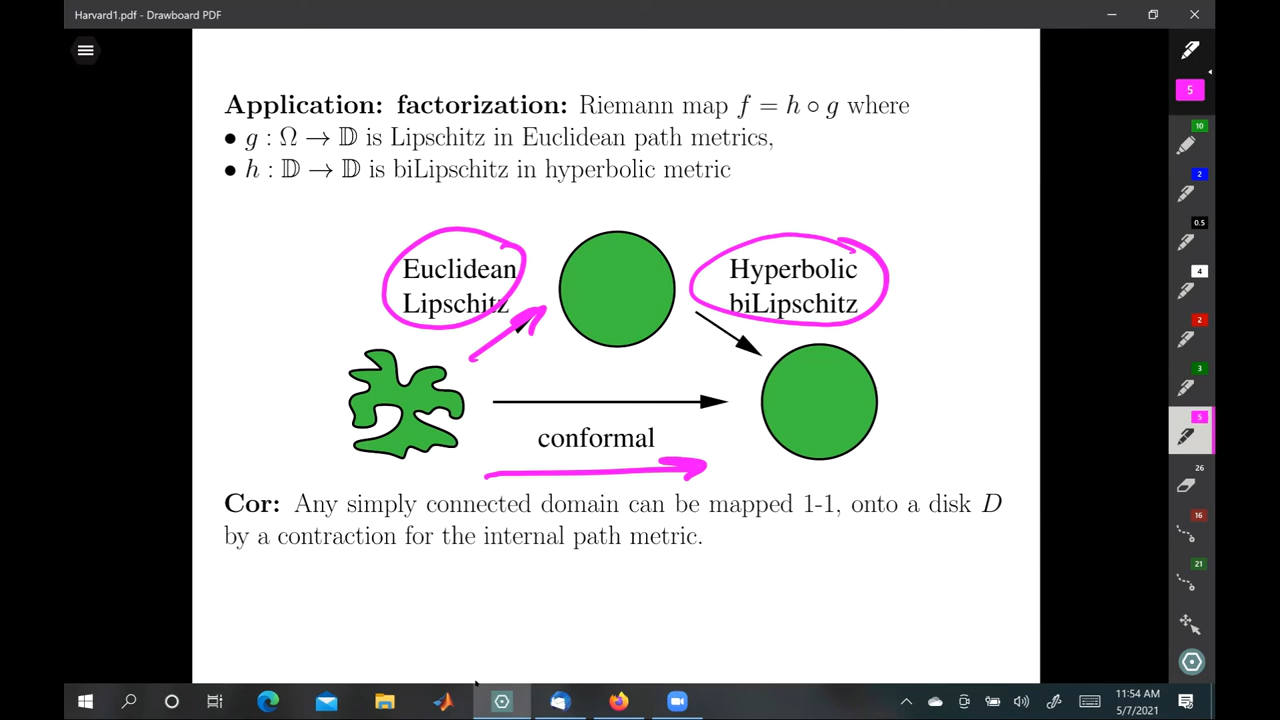 Harvard1.pdf - Drawboard PDF
Application: factorization: Riemann map f = h ∘ g where
• g : Ω → 𝔻 is Lipschitz in Euclidean path metrics,
• h : 𝔻 → 𝔻 is biLipschitz in hyperbolic metric
Euclidean
Lipschitz
Hyperbolic
biLipschitz
conformal
Cor: Any simply connected domain can be mapped 1-1, onto a disk D
by a contraction for the internal path metric.
5
10
2
0.5
4
2
3
5
26
16
21
11:54 AM
5/7/2021